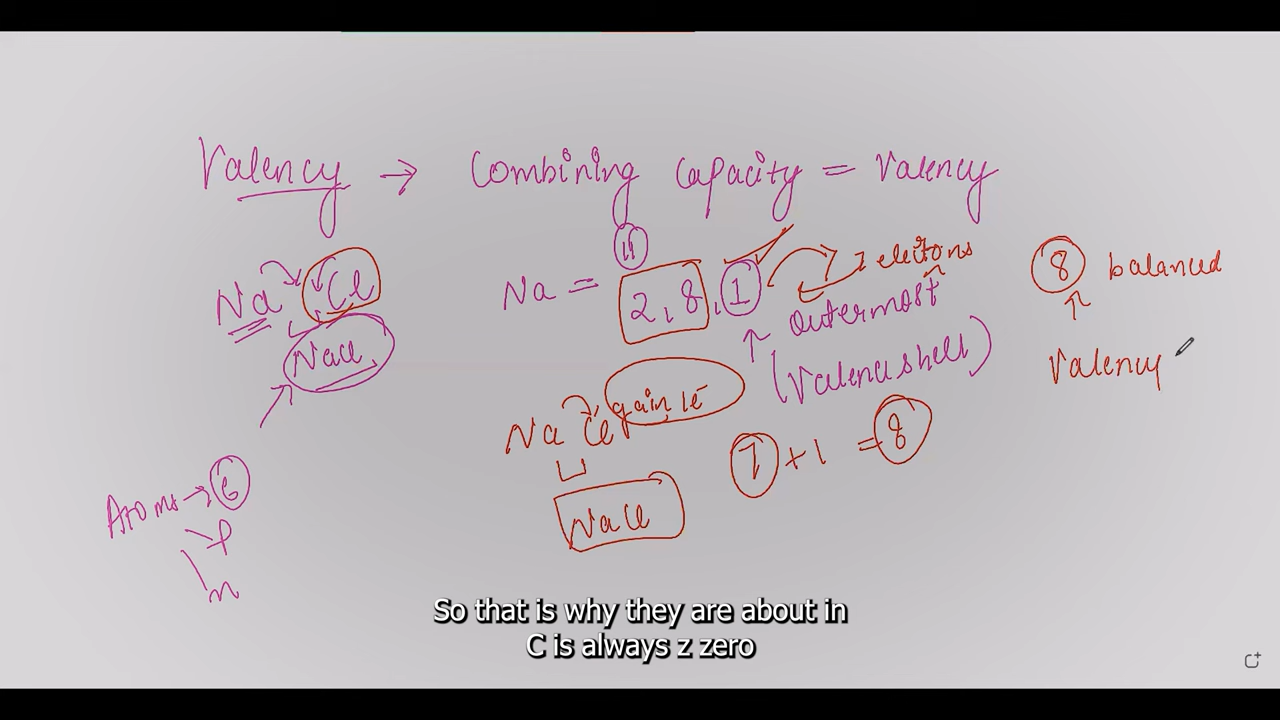 Valency → Combining Capacity = Valency
11
Na Cl
Na = 2, 8, 1
7 electons
8 balanced
outermost
NaCl
(Valence shell)
Valency
gain 1e⁻
Na Cl
7 + 1 = 8
Atoms → e
p
n
NaCl
So that is why they are about in
C is always z zero